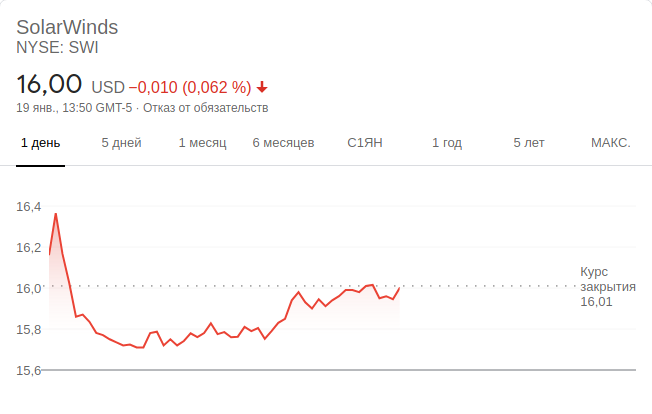 SolarWinds
NYSE: SWI
16,00 USD −0,010 (0,062 %)
19 янв., 13:50 GMT-5 · Отказ от обязательств
1 день 5 дней 1 месяц 6 месяцев С1ЯН 1 год 5 лет МАКС.
16,4
16,2
16,0
15,8
15,6
Курс
закрытия
16,01